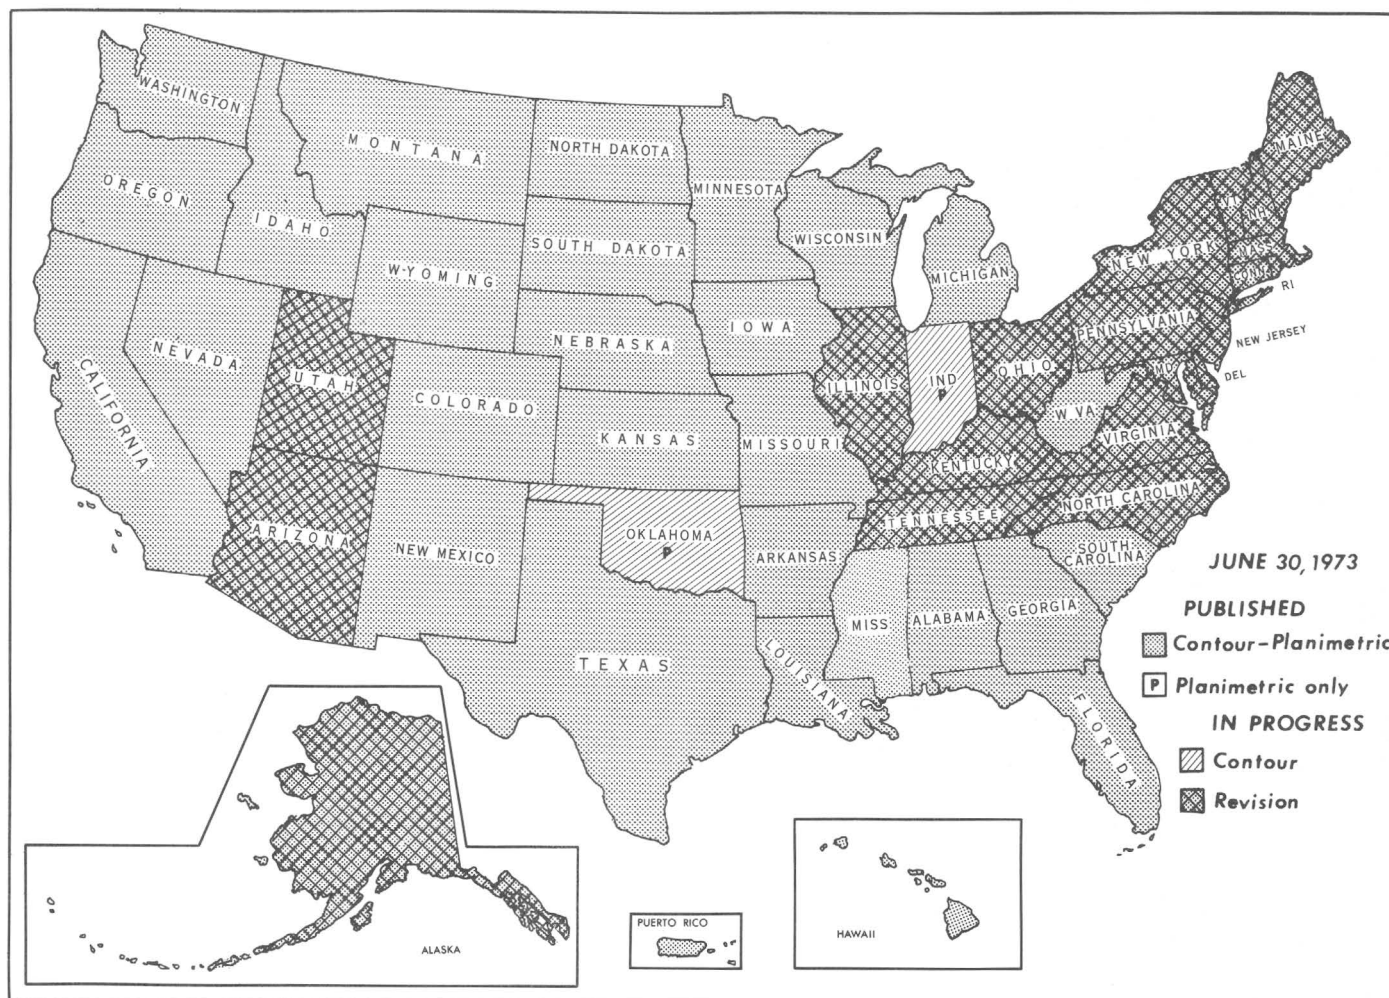 WASHINGTON
MONTANA
NORTH DAKOTA
MINNESOTA
MAINE
OREGON
IDAHO
SOUTH DAKOTA
WISCONSIN
MICHIGAN
VT
NH
NEW YORK
MASS
CONN
RI
WYOMING
NEBRASKA
IOWA
PENNSYLVANIA
NEW JERSEY
NEVADA
UTAH
COLORADO
ILLINOIS
IND
P
OHIO
MD
DEL
CALIFORNIA
KANSAS
MISSOURI
W VA
VIRGINIA
KENTUCKY
ARIZONA
NEW MEXICO
OKLAHOMA
P
ARKANSAS
TENNESSEE
NORTH CAROLINA
SOUTH
CAROLINA
TEXAS
LOUISIANA
MISS
ALABAMA
GEORGIA
FLORIDA
JUNE 30, 1973
PUBLISHED
Contour-Planimetric
P Planimetric only
IN PROGRESS
Contour
Revision
ALASKA
PUERTO RICO
HAWAII